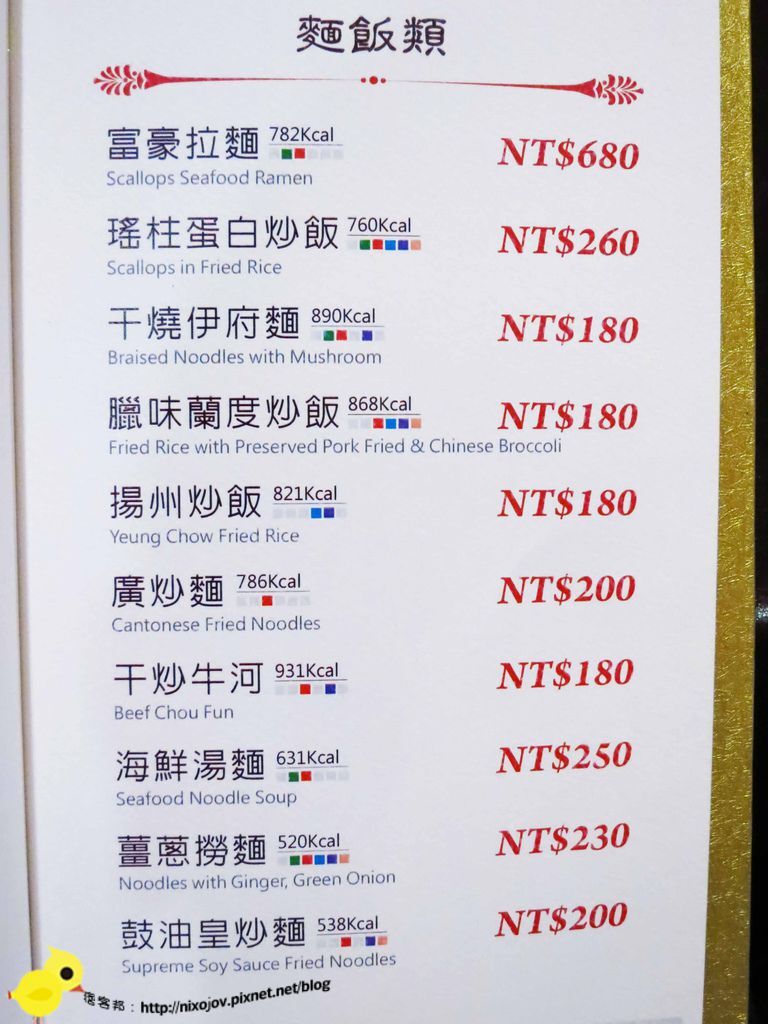 麵飯類
富豪拉麵 782Kcal NT$680
Scallops Seafood Ramen
瑤柱蛋白炒飯 760Kcal NT$260
Scallops in Fried Rice
干燒伊府麵 890Kcal NT$180
Braised Noodles with Mushroom
臘味蘭度炒飯 868Kcal NT$180
Fried Rice with Preserved Pork Fried & Chinese Broccoli
揚州炒飯 821Kcal NT$180
Yeung Chow Fried Rice
廣炒麵 786Kcal NT$200
Cantonese Fried Noodles
干炒牛河 931Kcal NT$180
Beef Chou Fun
海鮮湯麵 631Kcal NT$250
Seafood Noodle Soup
薑蔥撈麵 520Kcal NT$230
Noodles with Ginger, Green Onion
鼓油皇炒麵 538Kcal NT$200
Supreme Soy Sauce Fried Noodles
痞客邦：http://nixojov.pixnet.net/blog